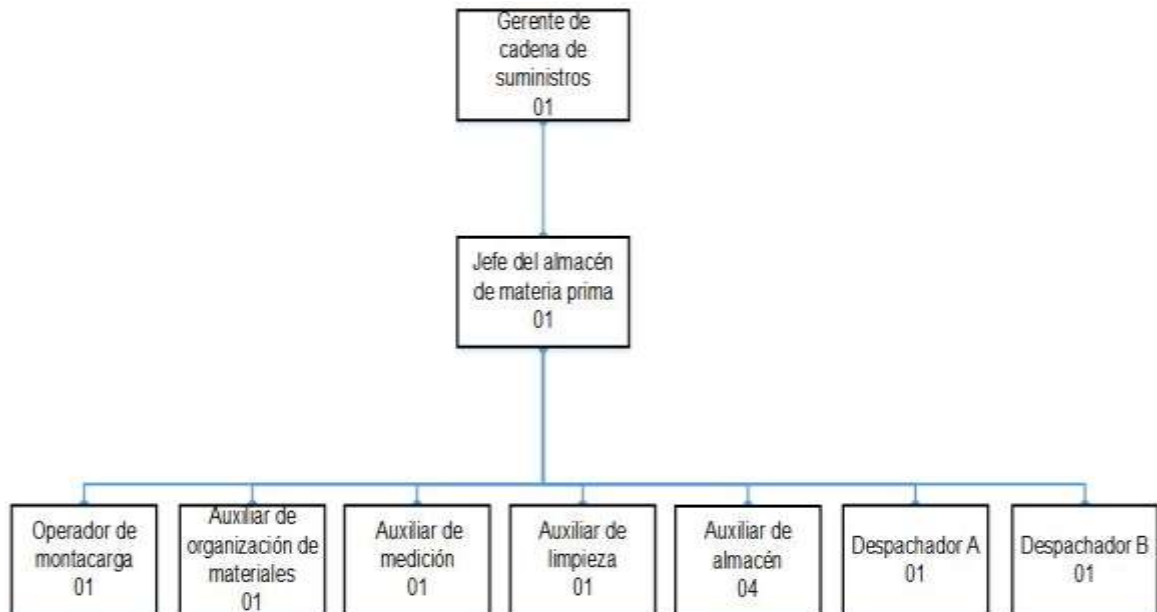 Gerente de
cadena de
suministros
01
Jefe del almacén
de materia prima
01
Operador de
montacarga
01
Auxiliar de
organización de
materiales
01
Auxiliar de
medición
01
Auxiliar de
limpieza
01
Auxiliar de
almacén
04
Despachador A
01
Despachador B
01